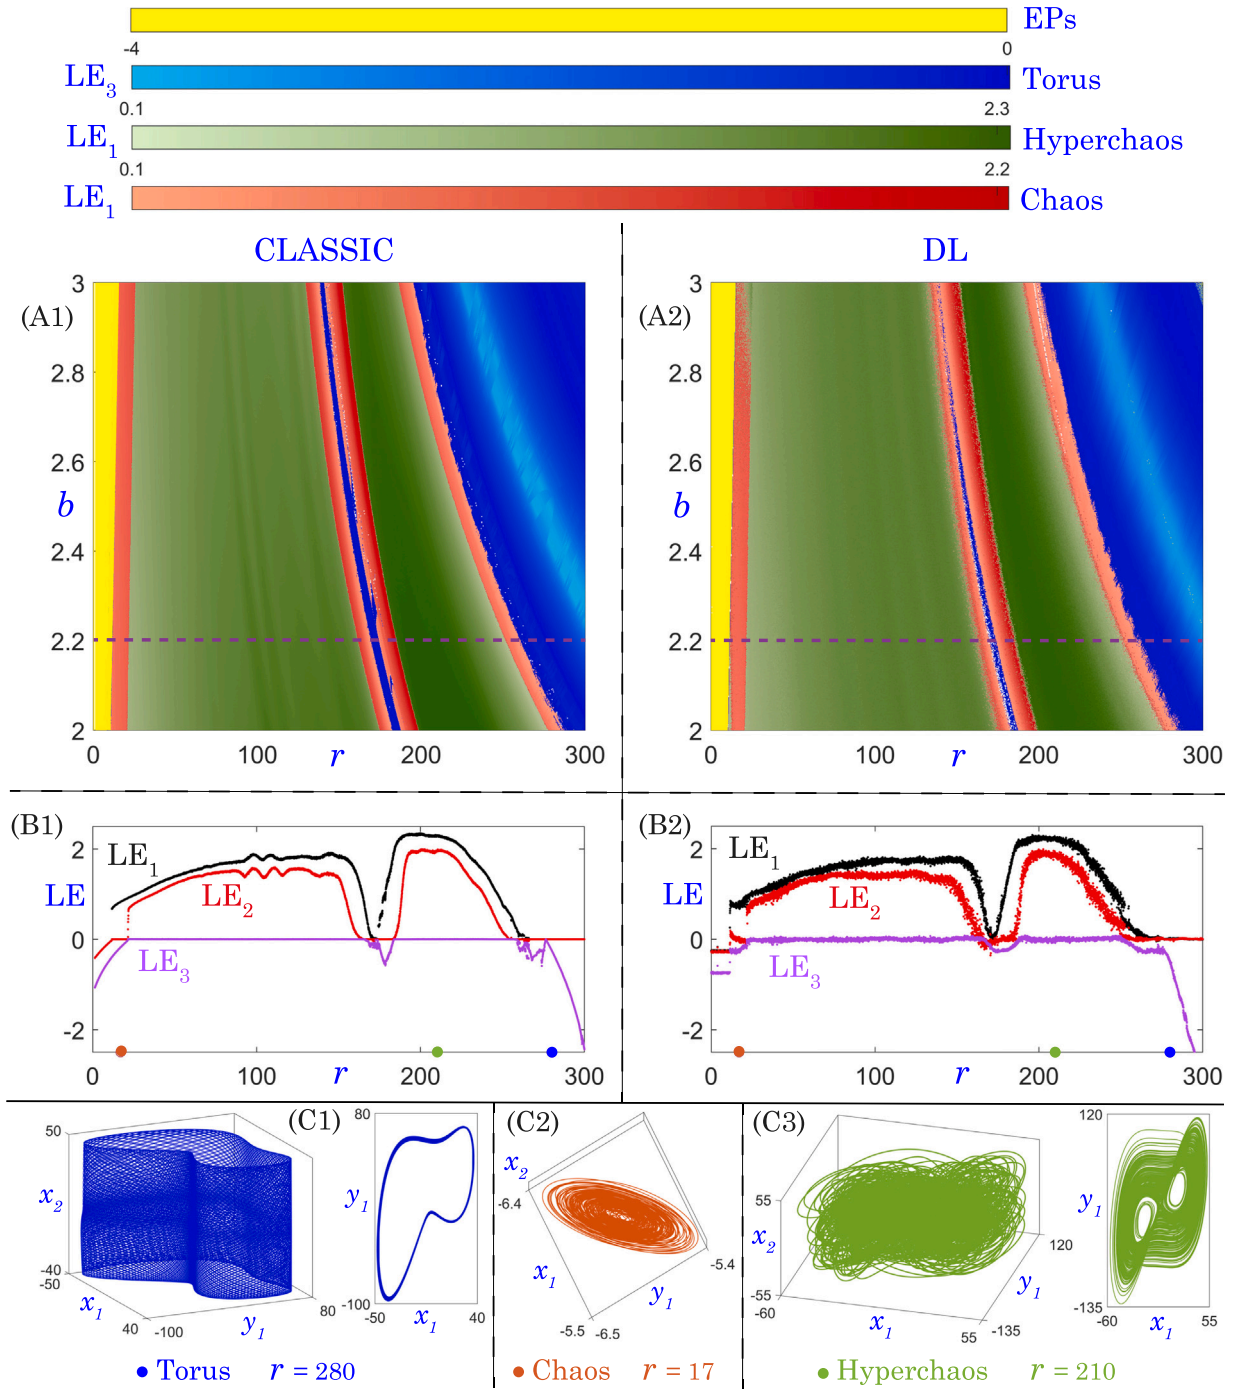 EPs
-4 0
LE3 Torus
0.1 2.3
LE1 Hyperchaos
0.1 2.2
LE1 Chaos
CLASSIC DL
(A1)
3
2.8
2.6
b
2.4
2.2
2
0 100 r 200 300
(A2)
3
2.8
2.6
b
2.4
2.2
2
0 100 r 200 300
(B1)
2
LE1
LE
LE2
0
LE3
-2
0 100 r 200 300
(B2)
2
LE1
LE
LE2
0
LE3
-2
0 100 r 200 300
(C1)
50
x2
-40
-50
x1
40
-100
y1
80
80
y1
-100
-50 x1 40
Torus r = 280
(C2)
x2
-6.4
x1
-5.5
-6.5
y1
-5.4
Chaos r = 17
(C3)
55
x2
-55
-60
x1
55
-135
y1
120
120
y1
-135
-60 x1 55
Hyperchaos r = 210